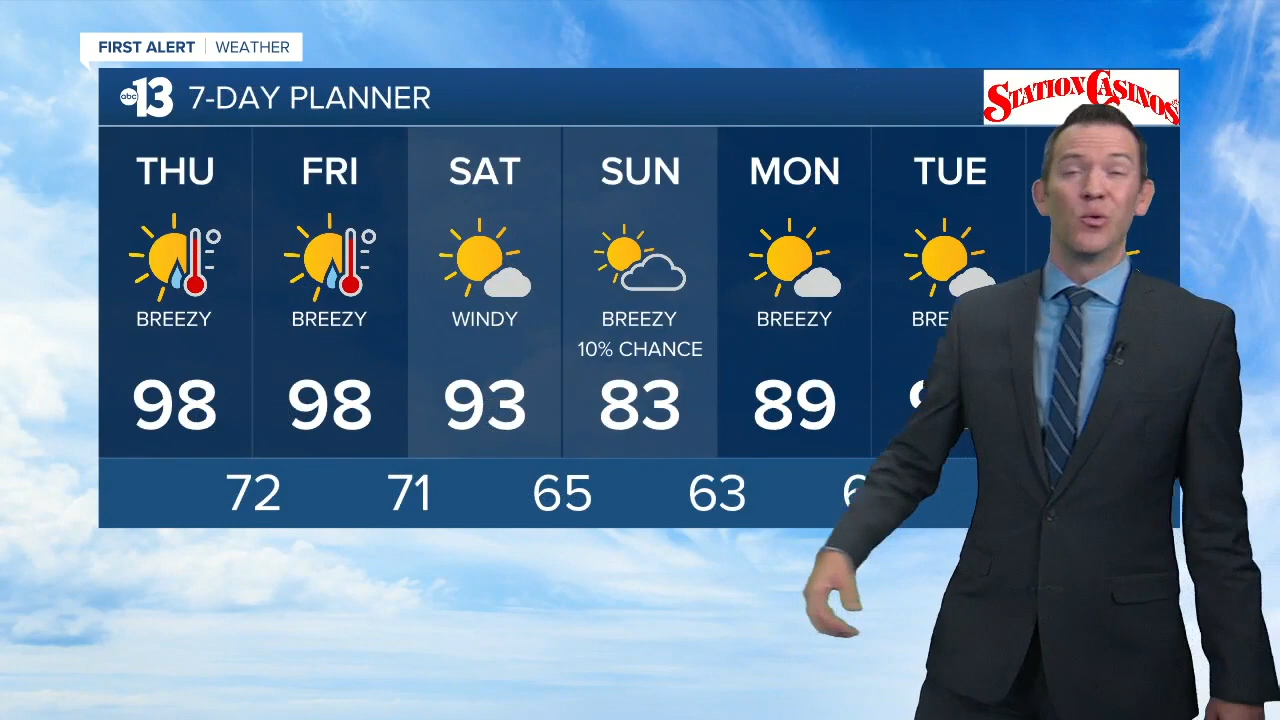 FIRST ALERT WEATHER
abc 13 7-DAY PLANNER
STATION CASINOS
THU FRI SAT SUN MON TUE
BREEZY BREEZY WINDY BREEZY BREEZY
10% CHANCE
98 98 93 83 89
72 71 65 63